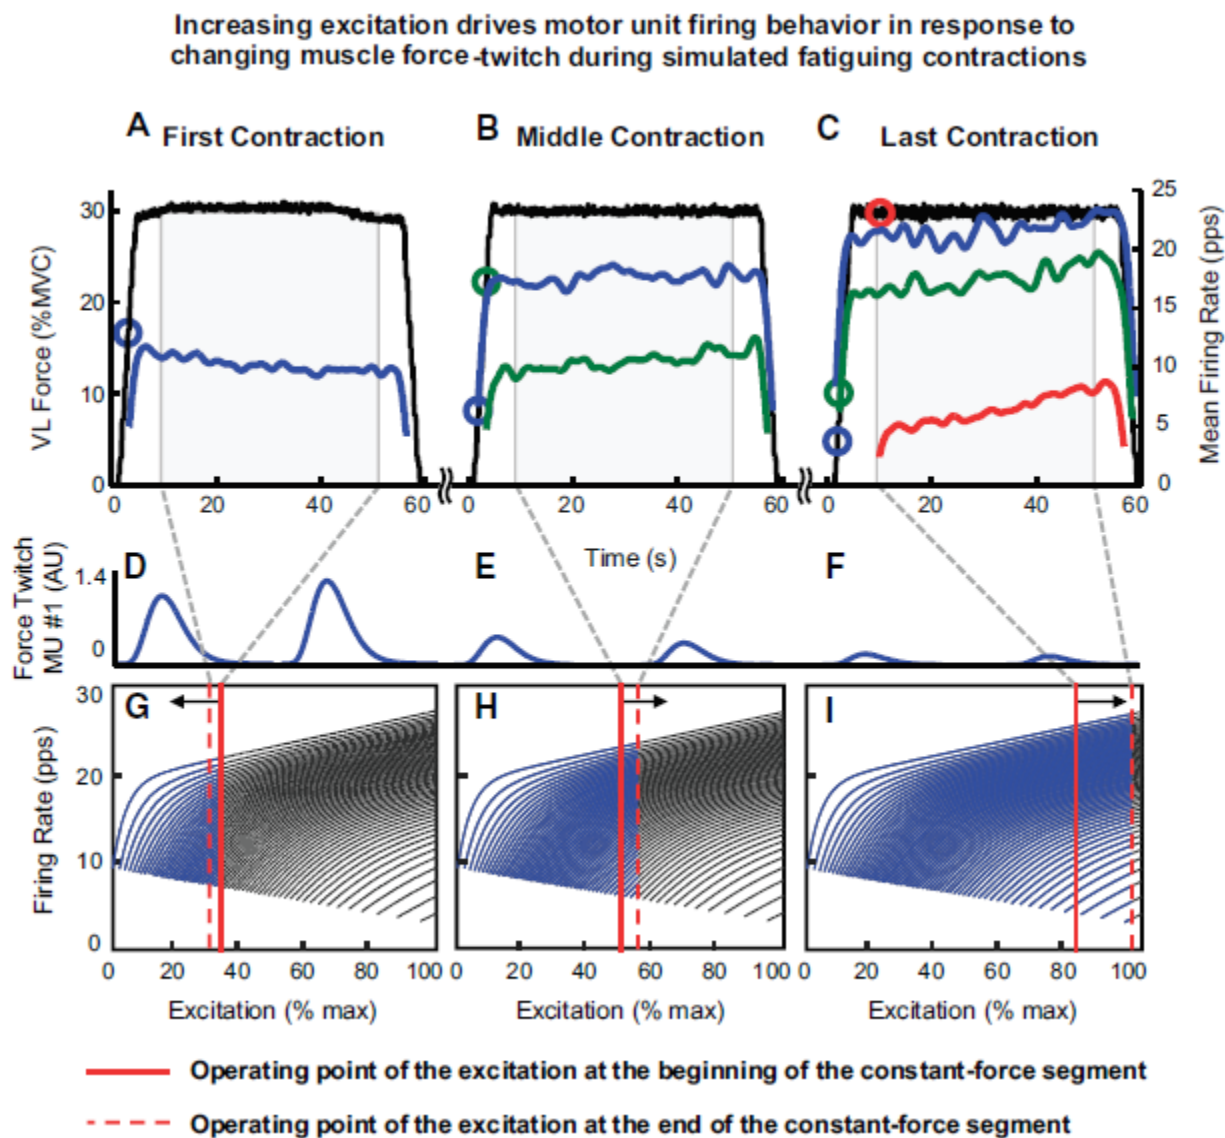 Increasing excitation drives motor unit firing behavior in response to
changing muscle force-twitch during simulated fatiguing contractions
A First Contraction
B Middle Contraction
C Last Contraction
VL Force (%MVC)
30
20
10
0
0 20 40 60
0 20 40 60
0 20 40 60
25
20
15
10
5
0
Mean Firing Rate (pps)
Time (s)
Force Twitch
MU #1 (AU)
1.4
0
D
E
F
Firing Rate (pps)
30
20
10
0
G
H
I
0 20 40 60 80 100
0 20 40 60 80 100
0 20 40 60 80 100
Excitation (% max)
Excitation (% max)
Excitation (% max)
Operating point of the excitation at the beginning of the constant-force segment
Operating point of the excitation at the end of the constant-force segment